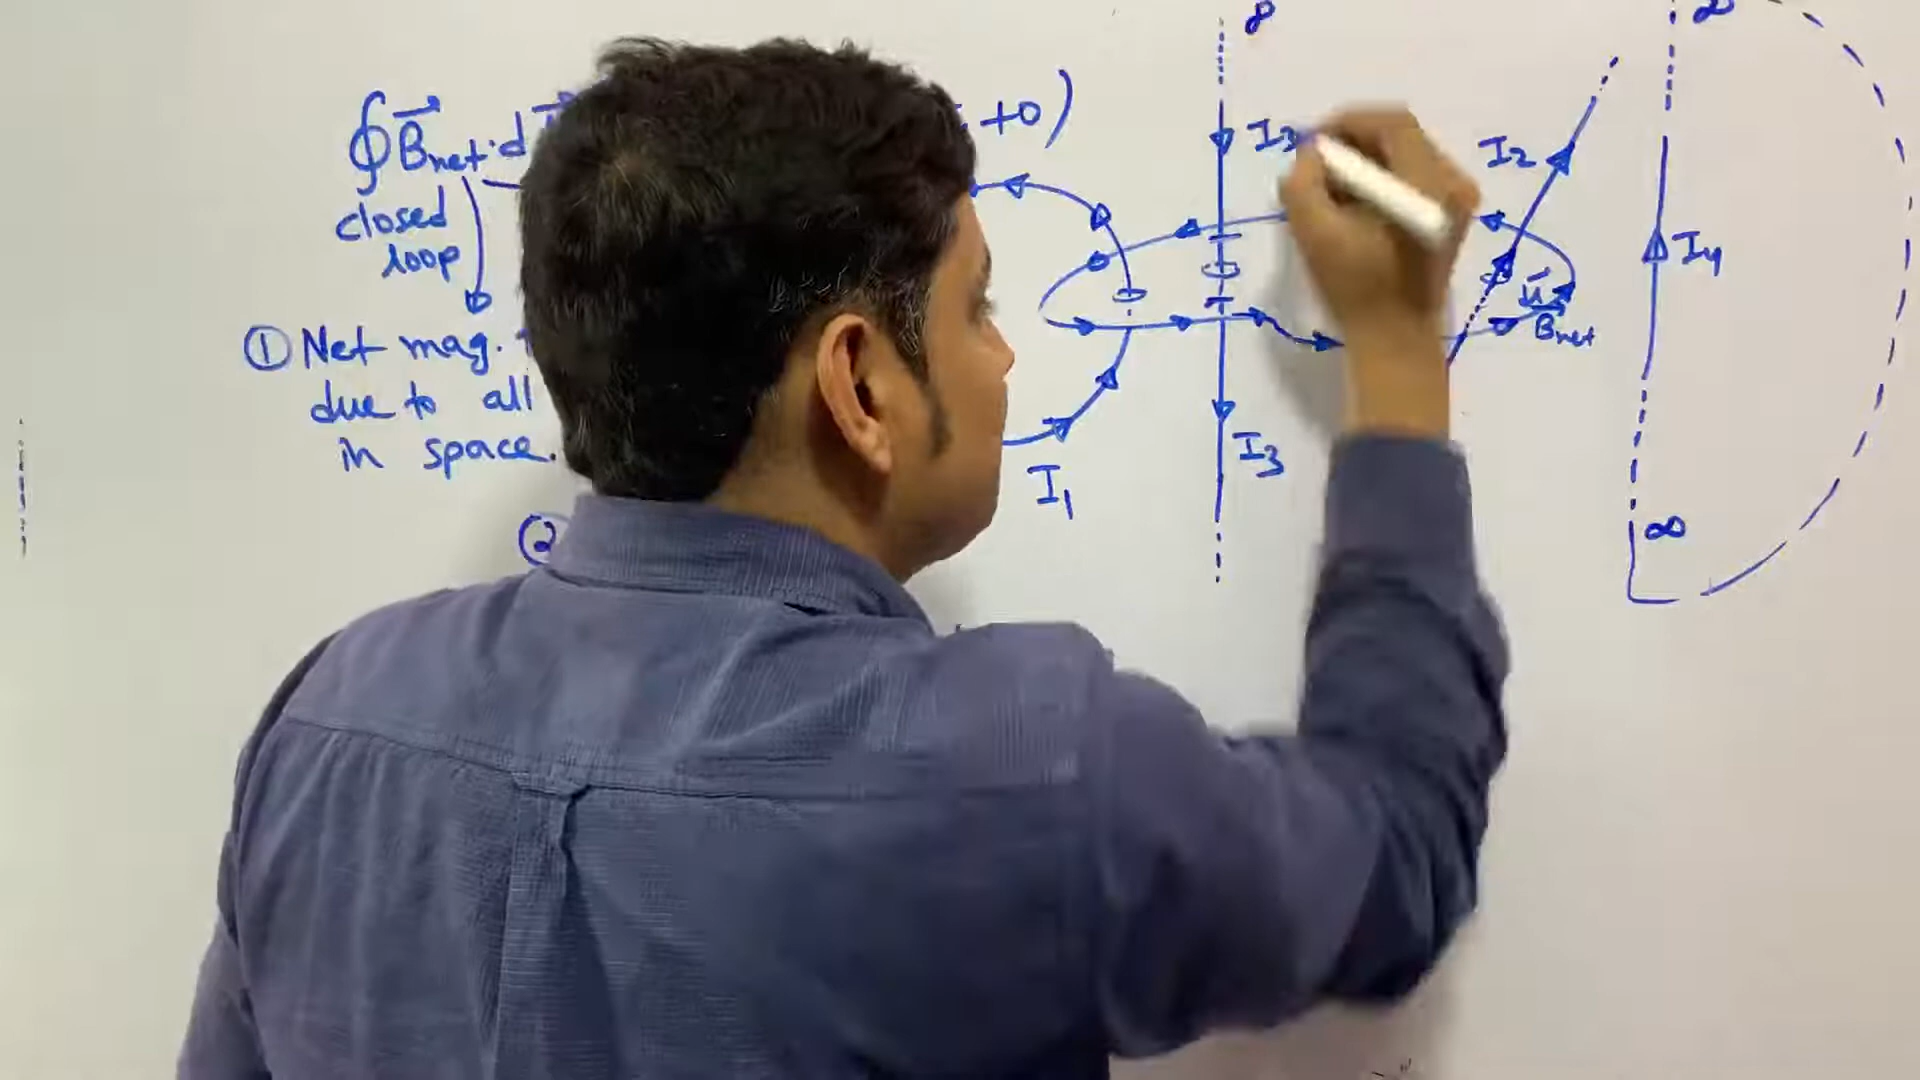 ∮B⃗net·d +0)
closed
loop
① Net mag.
due to all
in space.
②
I1
∞
I3
I3
I2
dl⃗
Bnet
∞
I4
∞